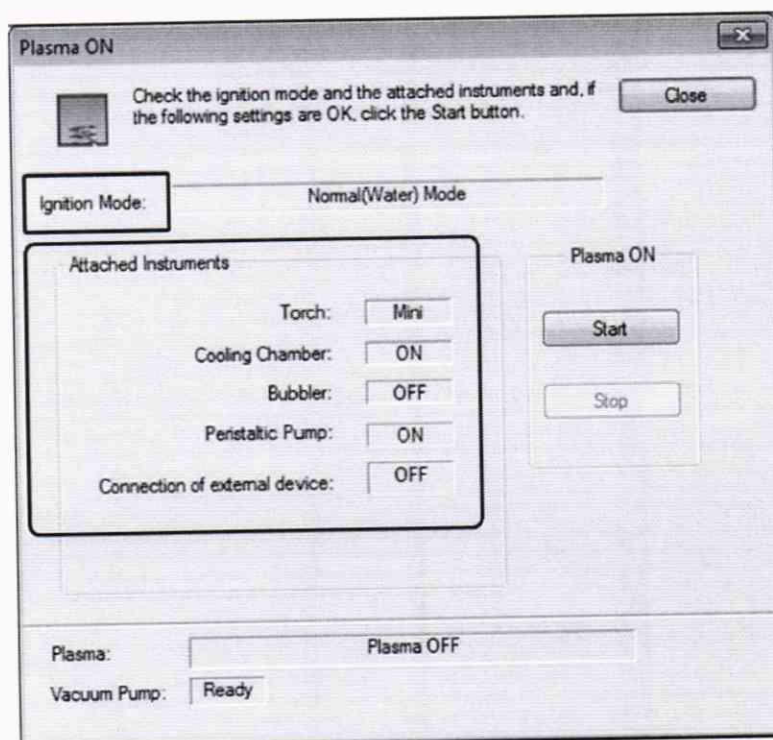 Plasma ON
Check the ignition mode and the attached instruments and, if
the following settings are OK, click the Start button.
Close
Ignition Mode:
Normal(Water) Mode
Attached Instruments
Torch:
Mini
Cooling Chamber:
ON
Bubbler:
OFF
Peristaltic Pump:
ON
Connection of external device:
OFF
Plasma ON
Start
Stop
Plasma:
Plasma OFF
Vacuum Pump:
Ready